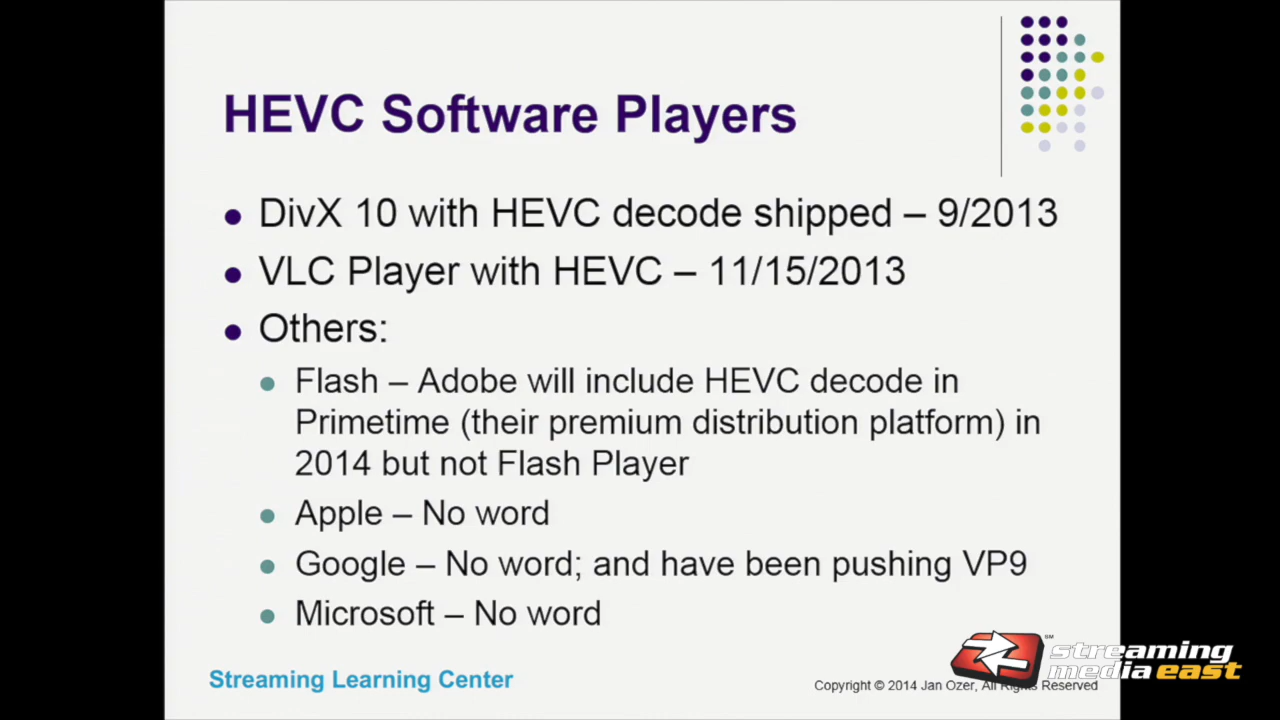 HEVC Software Players
● DivX 10 with HEVC decode shipped – 9/2013
● VLC Player with HEVC – 11/15/2013
● Others:
● Flash – Adobe will include HEVC decode in
Primetime (their premium distribution platform) in
2014 but not Flash Player
● Apple – No word
● Google – No word; and have been pushing VP9
● Microsoft – No word
Streaming Learning Center
Copyright © 2014 Jan Ozer, All Rights Reserved
SM
streaming
media east